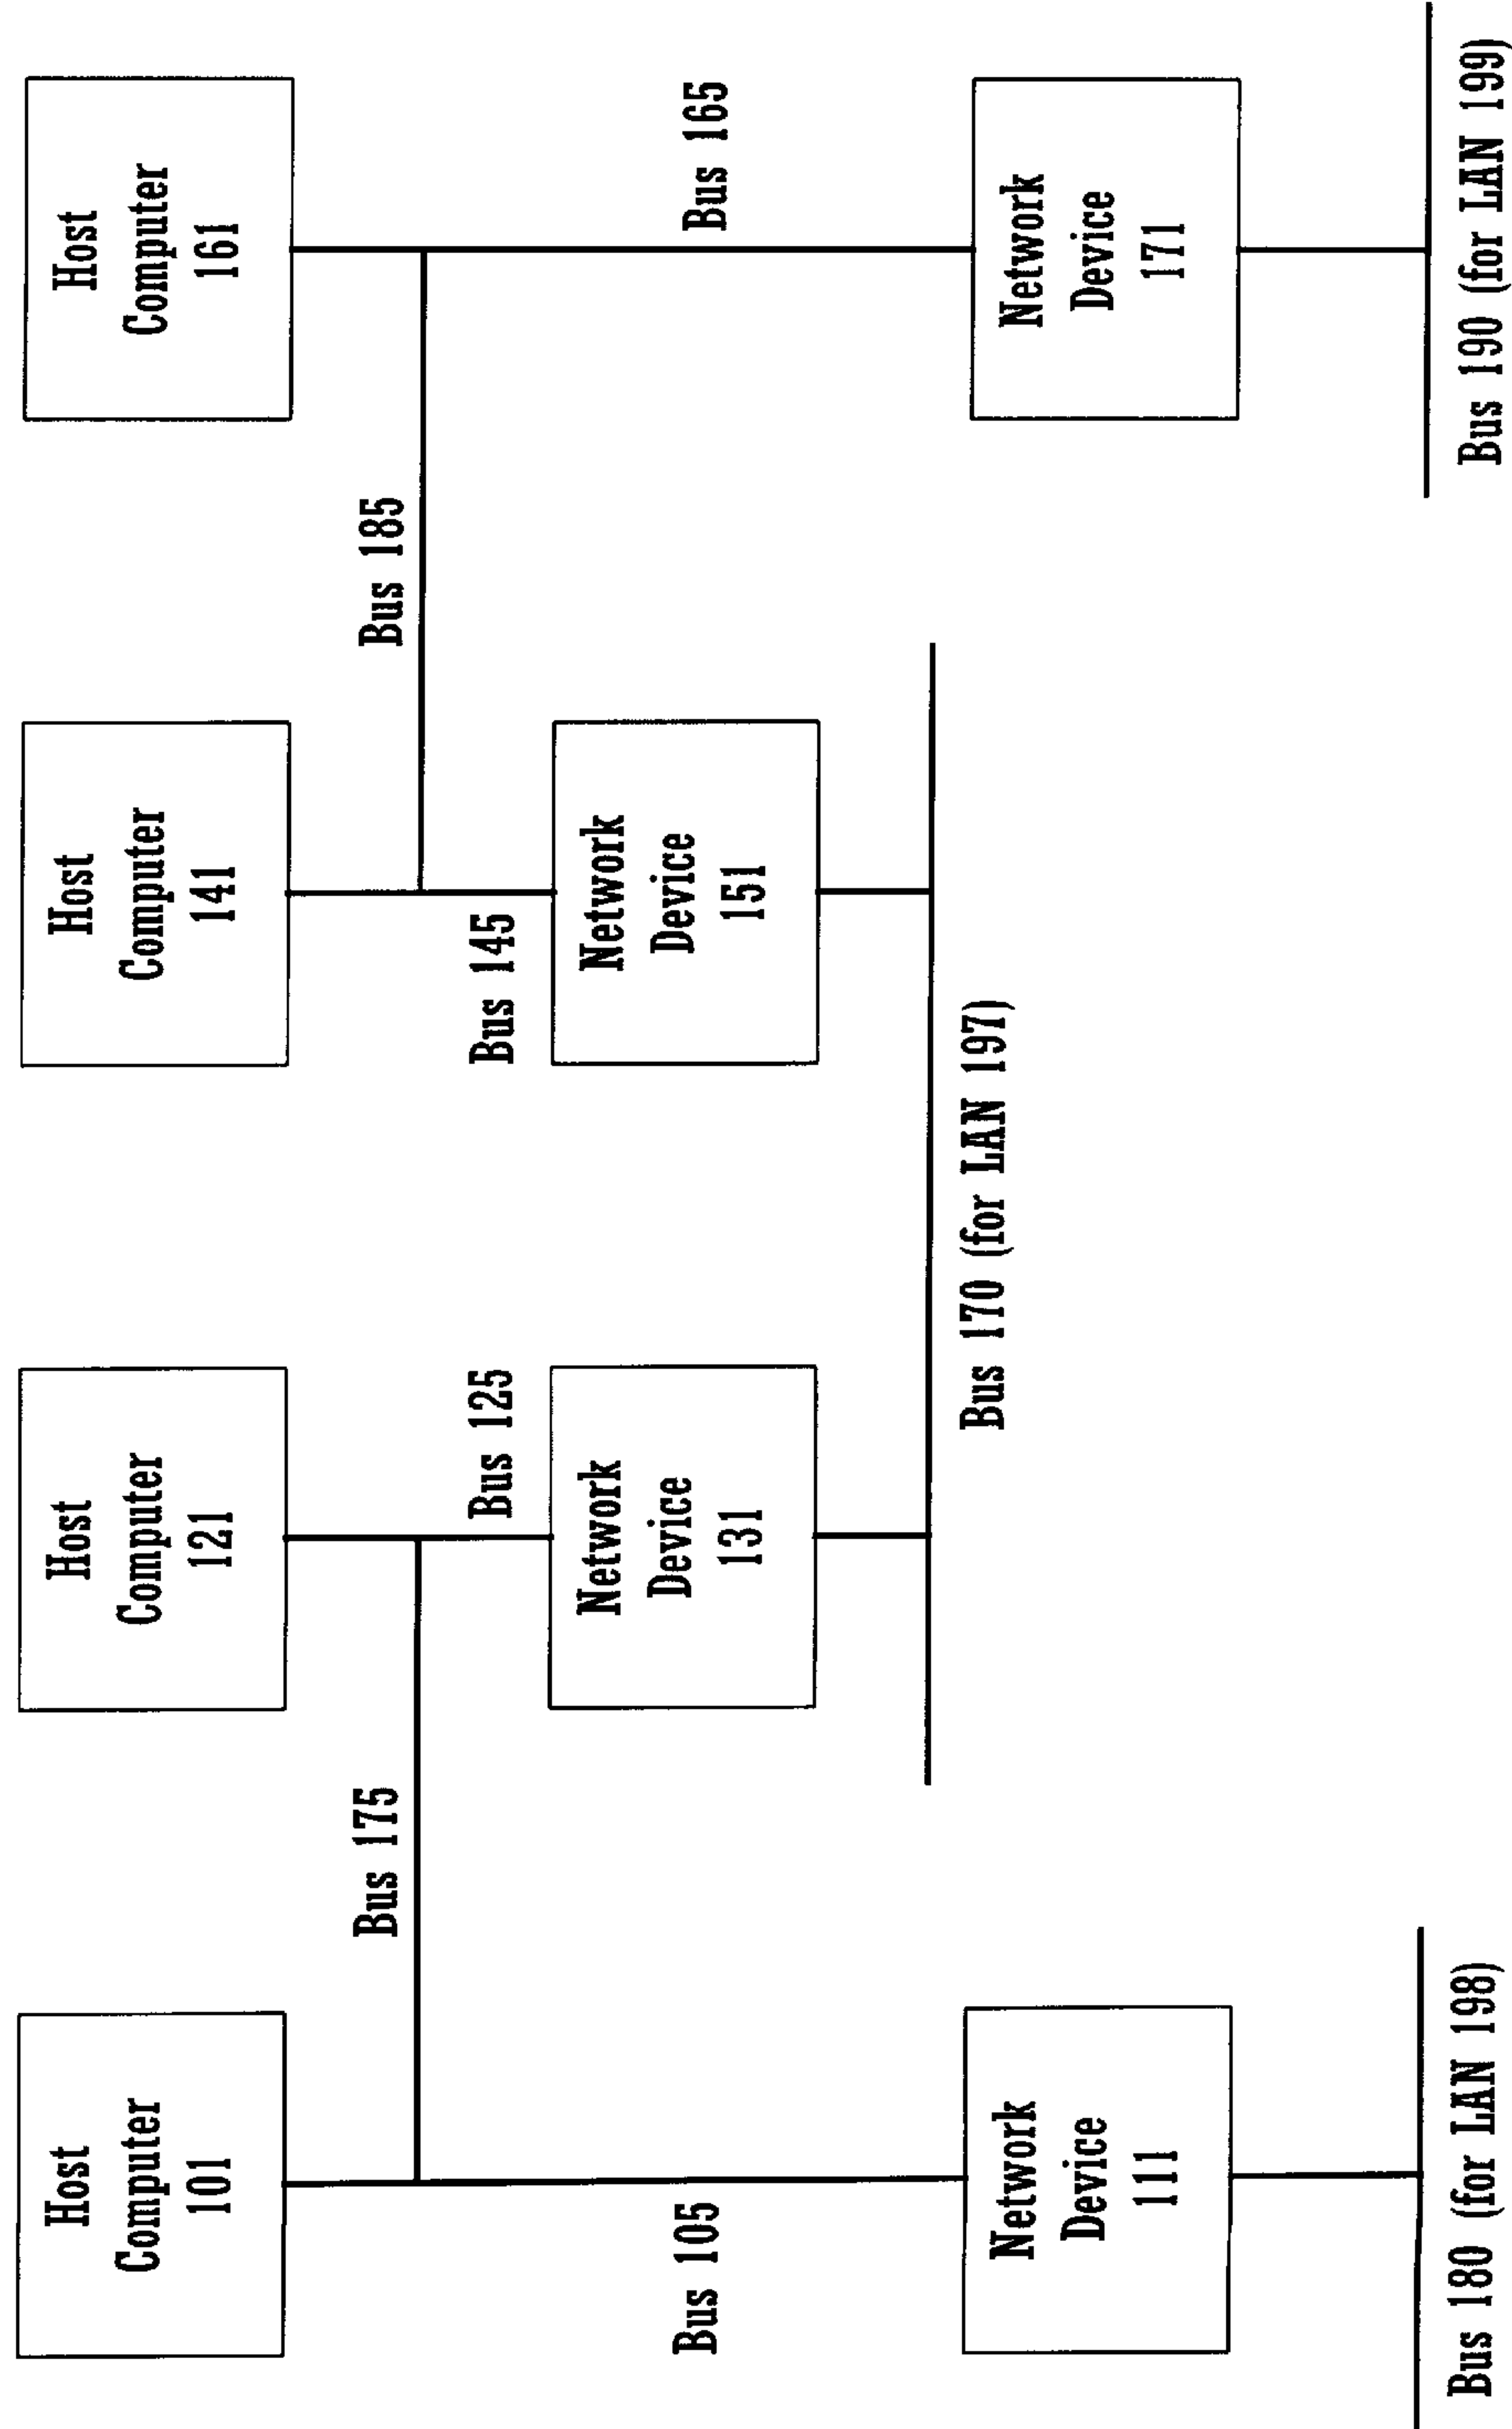 Host
Computer
101
Host
Computer
121
Host
Computer
141
Host
Computer
161
Bus 175
Bus 185
Bus 125
Bus 145
Bus 105
Bus 165
Network
Device
131
Network
Device
151
Bus 170 (for LAN 197)
Network
Device
111
Network
Device
171
Bus 180 (for LAN 198)
Bus 190 (for LAN 199)